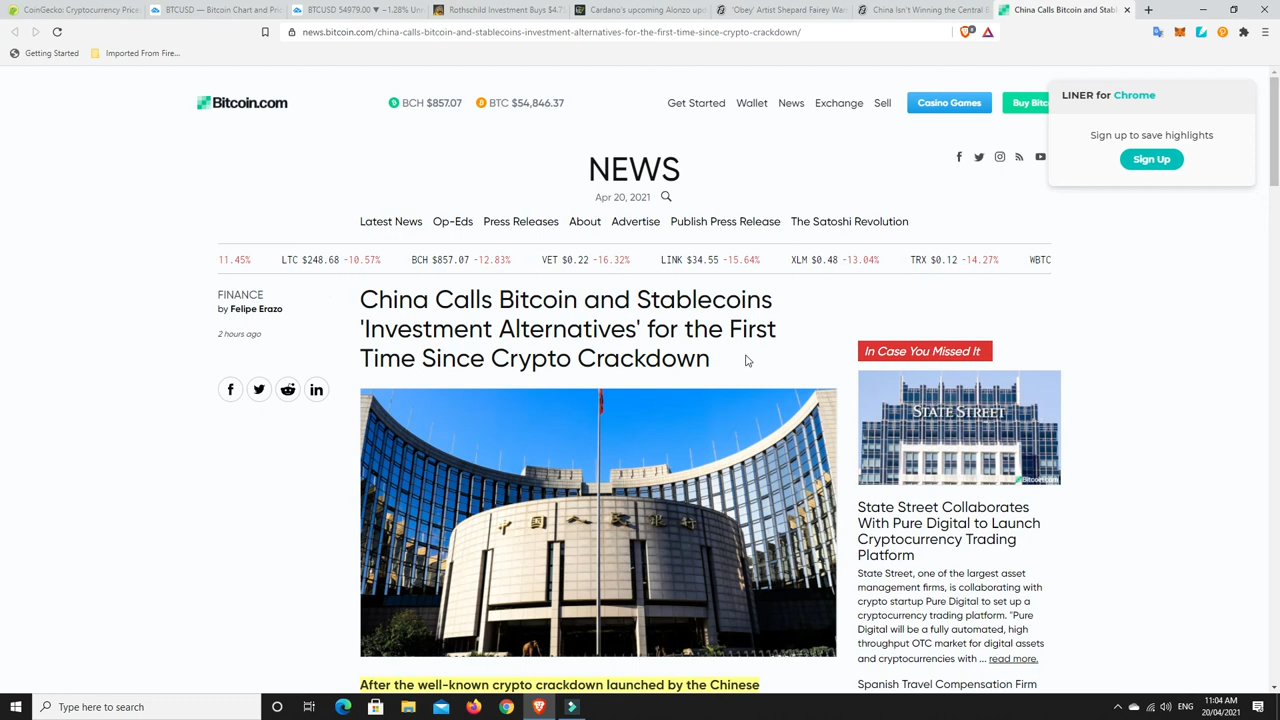 CoinGecko: Cryptocurrency Price
BTCUSD — Bitcoin Chart and Pric
BTCUSD 54979.00 ▼ −1.28% Un
Rothschild Investment Buys $4.7
Cardano's upcoming Alonzo upd
'Obey' Artist Shepard Fairey Wan
China Isn't Winning the Central B
China Calls Bitcoin and Stabl
news.bitcoin.com/china-calls-bitcoin-and-stablecoins-investment-alternatives-for-the-first-time-since-crypto-crackdown/
Getting Started
Imported From Fire...
Bitcoin.com
BCH $857.07
BTC $54,846.37
Get Started
Wallet
News
Exchange
Sell
Casino Games
Buy Bitc
LINER for Chrome
Sign up to save highlights
Sign Up
NEWS
Apr 20, 2021
Latest News
Op-Eds
Press Releases
About
Advertise
Publish Press Release
The Satoshi Revolution
11.45%
LTC $248.68 -10.57%
BCH $857.07 -12.83%
VET $0.22 -16.32%
LINK $34.55 -15.64%
XLM $0.48 -13.04%
TRX $0.12 -14.27%
WBTC
FINANCE
by Felipe Erazo
2 hours ago
China Calls Bitcoin and Stablecoins
'Investment Alternatives' for the First
Time Since Crypto Crackdown
中国人民银行
After the well-known crypto crackdown launched by the Chinese
In Case You Missed It
STATE STREET
Bitcoin.com
State Street Collaborates
With Pure Digital to Launch
Cryptocurrency Trading
Platform
State Street, one of the largest asset
management firms, is collaborating with
crypto startup Pure Digital to set up a
cryptocurrency trading platform. "Pure
Digital will be a fully automated, high
throughput OTC market for digital assets
and cryptocurrencies with ... read more.
Spanish Travel Compensation Firm
Type here to search
ENG
11:04 AM
20/04/2021